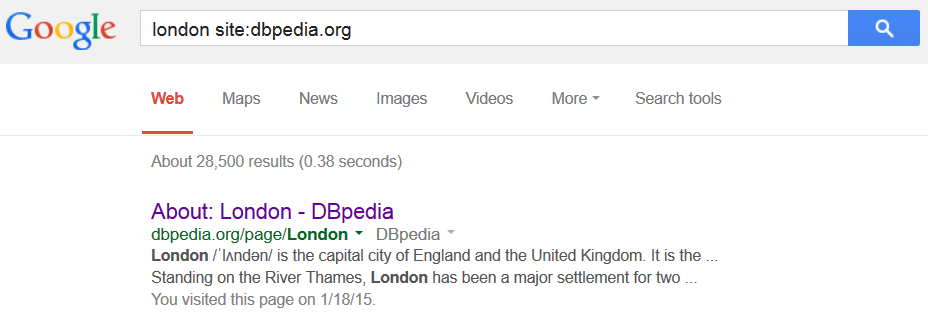 Google london site:dbpedia.org
Web Maps News Images Videos More Search tools
About 28,500 results (0.38 seconds)
About: London - DBpedia
dbpedia.org/page/London DBpedia
London /ˈlʌndən/ is the capital city of England and the United Kingdom. It is the ...
Standing on the River Thames, London has been a major settlement for two ...
You visited this page on 1/18/15.